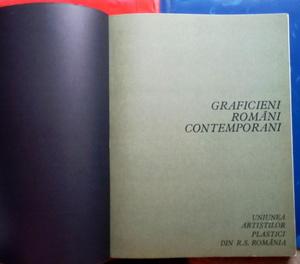 GRAFICIENI
ROMÂNI
CONTEMPORANI
UNIUNEA
ARTIȘTILOR
PLASTICI
DIN R.S. ROMÂNIA